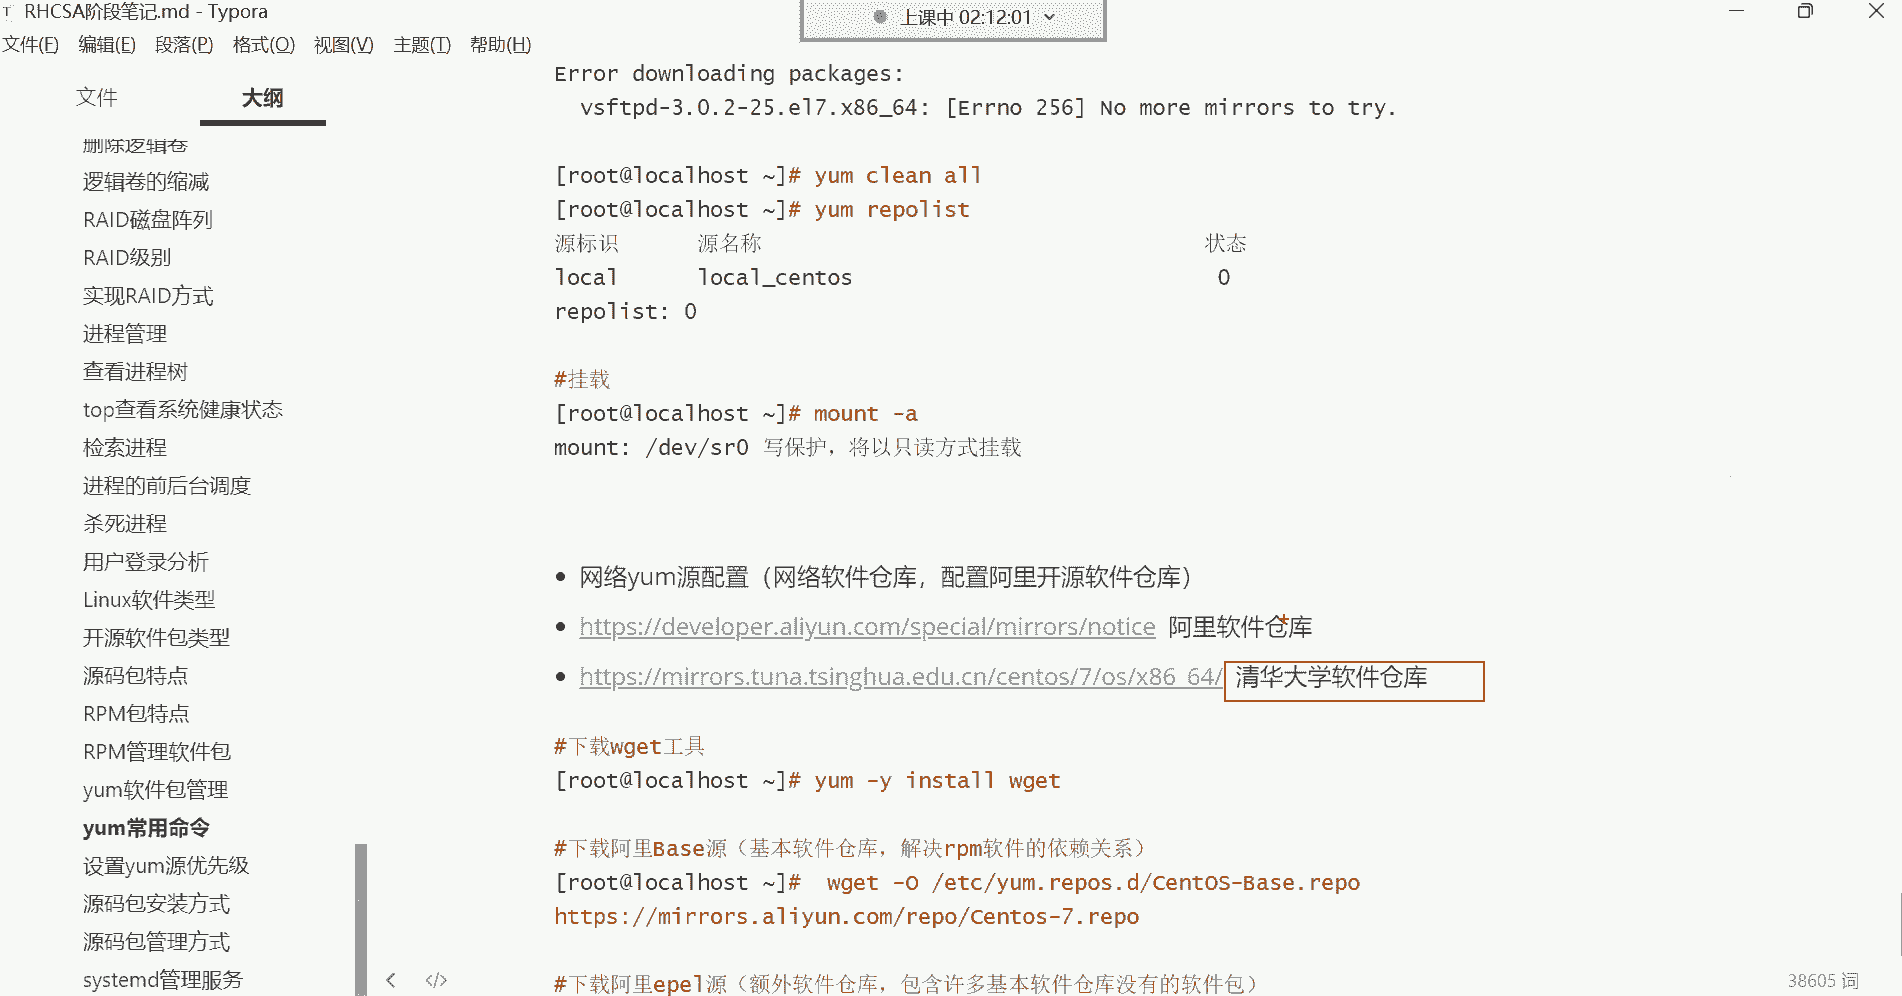 RHCSA阶段笔记.md - Typora
上课中 02:12:01
文件(F) 编辑(E) 段落(P) 格式(O) 视图(V) 主题(T) 帮助(H)
文件 大纲
删除逻辑卷
逻辑卷的缩减
RAID磁盘阵列
RAID级别
实现RAID方式
进程管理
查看进程树
top查看系统健康状态
检索进程
进程的前后台调度
杀死进程
用户登录分析
Linux软件类型
开源软件包类型
源码包特点
RPM包特点
RPM管理软件包
yum软件包管理
yum常用命令
设置yum源优先级
源码包安装方式
源码包管理方式
systemd管理服务
Error downloading packages:
vsftpd-3.0.2-25.el7.x86_64: [Errno 256] No more mirrors to try.
[root@localhost ~]# yum clean all
[root@localhost ~]# yum repolist
源标识 源名称 状态
local local_centos 0
repolist: 0
#挂载
[root@localhost ~]# mount -a
mount: /dev/sr0 写保护，将以只读方式挂载
网络yum源配置（网络软件仓库，配置阿里开源软件仓库）
https://developer.aliyun.com/special/mirrors/notice 阿里软件仓库
https://mirrors.tuna.tsinghua.edu.cn/centos/7/os/x86_64/ 清华大学软件仓库
#下载wget工具
[root@localhost ~]# yum -y install wget
#下载阿里Base源（基本软件仓库，解决rpm软件的依赖关系）
[root@localhost ~]# wget -O /etc/yum.repos.d/CentOS-Base.repo
https://mirrors.aliyun.com/repo/Centos-7.repo
#下载阿里epel源（额外软件仓库，包含许多基本软件仓库没有的软件包）
38605 词